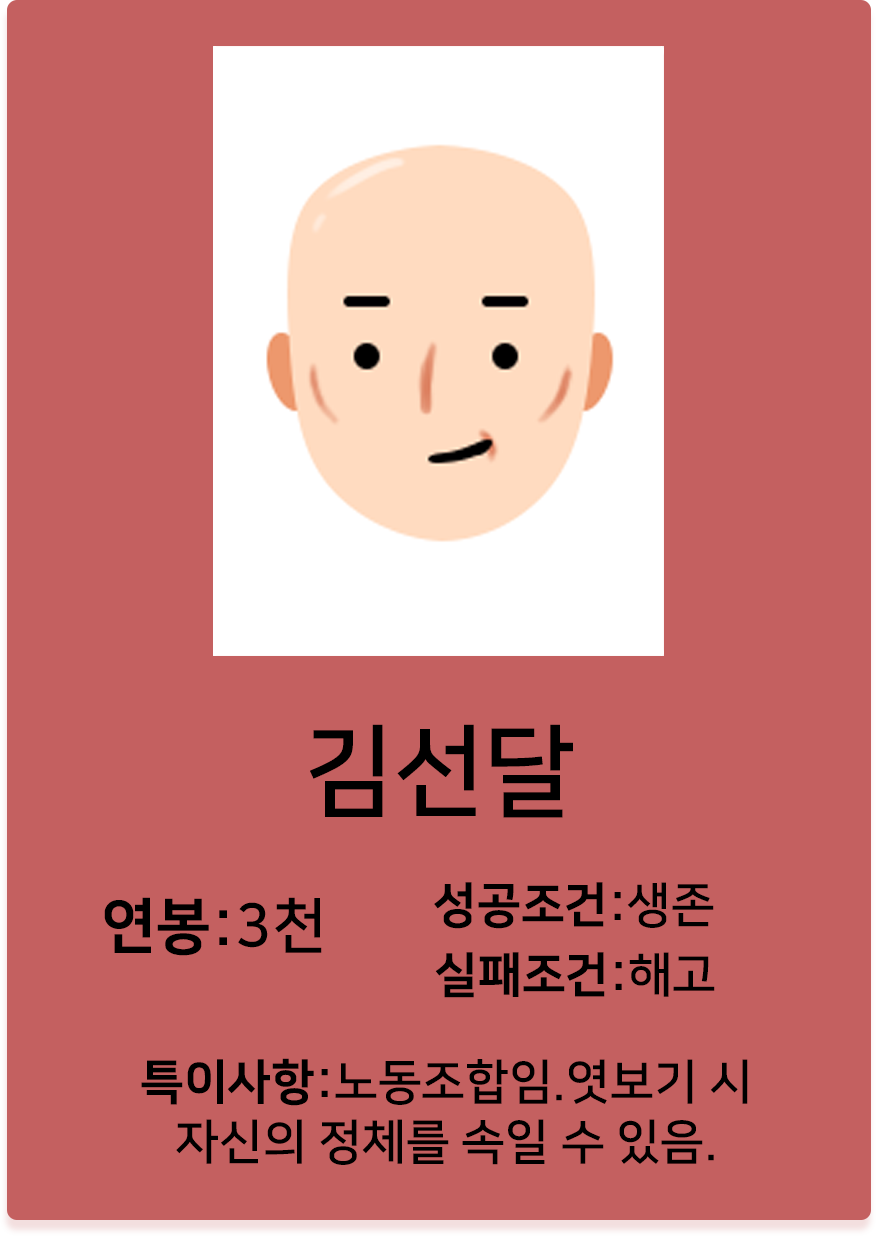 김선달
연봉:3천
성공조건:생존
실패조건:해고
특이사항:노동조합임.엿보기 시
자신의 정체를 속일 수 있음.